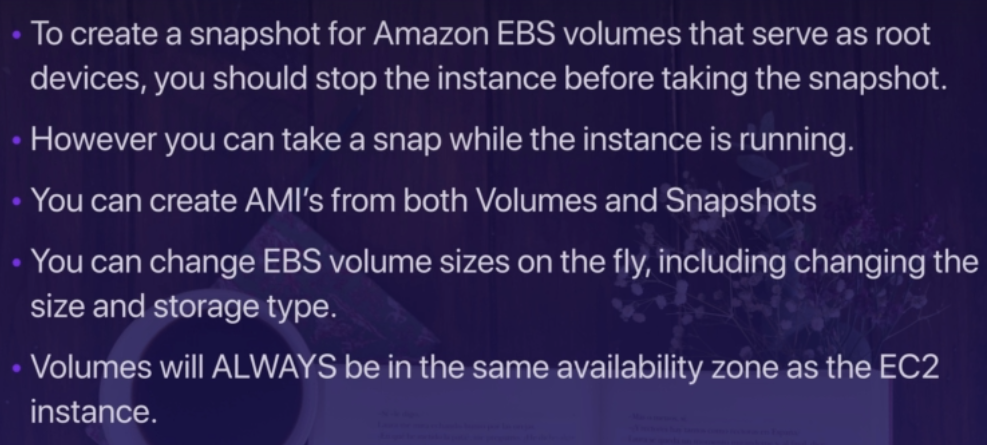 • To create a snapshot for Amazon EBS volumes that serve as root
devices, you should stop the instance before taking the snapshot.
• However you can take a snap while the instance is running.
• You can create AMI's from both Volumes and Snapshots
• You can change EBS volume sizes on the fly, including changing the
size and storage type.
• Volumes will ALWAYS be in the same availability zone as the EC2
instance.